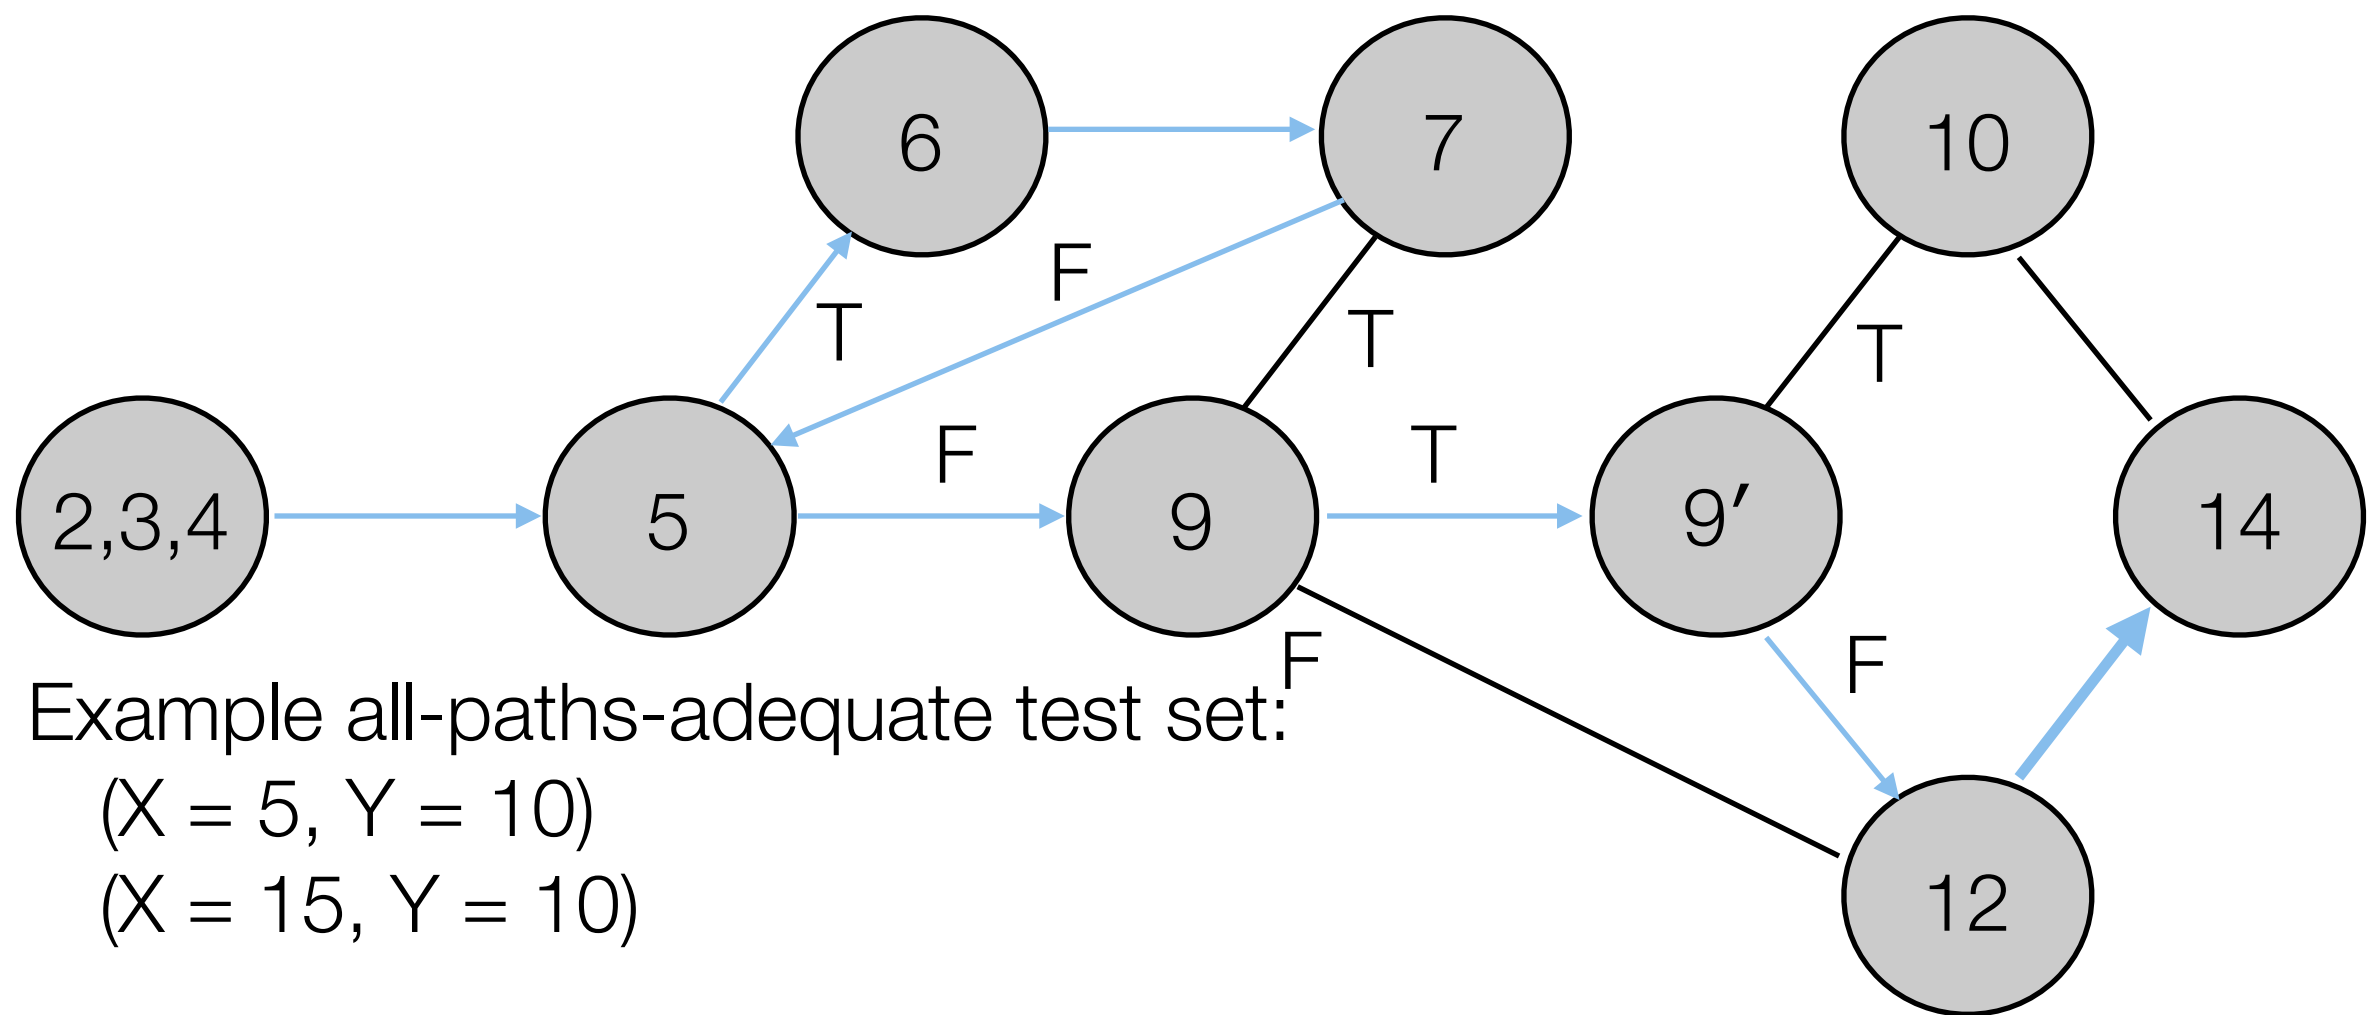 6
7
10
F
T
T
T
F
T
2,3,4
5
9
9′
14
F
F
Example all-paths-adequate test set:
(X = 5, Y = 10)
(X = 15, Y = 10)
12